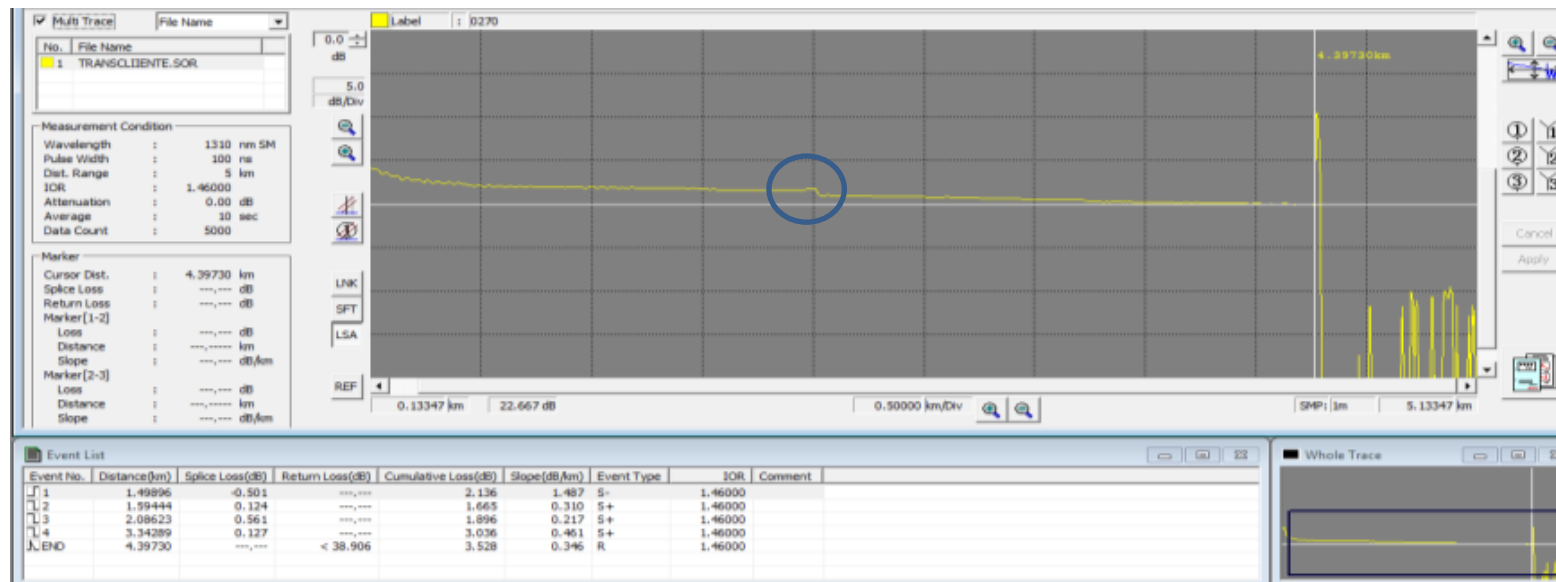 Multi Trace File Name
No. File Name
1 TRANSCLIIENTE.SOR
Measurement Condition
Wavelength : 1310 nm SM
Pulse Width : 100 ns
Dist. Range : 5 km
IOR : 1.46000
Attenuation : 0.00 dB
Average : 10 sec
Data Count : 5000
Marker
Cursor Dist. : 4.39730 km
Splice Loss : ---.--- dB
Return Loss : ---.--- dB
Marker[1-2]
Loss : ---.--- dB
Distance : ---.----- km
Slope : ---.--- dB/km
Marker[2-3]
Loss : ---.--- dB
Distance : ---.----- km
Slope : ---.--- dB/km
0.0
dB
5.0
dB/Div
LNK
SFT
LSA
REF
Label : 0270
4.39730km
0.13347 km 22.667 dB 0.50000 km/Div SMP: 1m 5.13347 km
1
2
3
Cancel
Apply
Event List
Event No. Distance(km) Splice Loss(dB) Return Loss(dB) Cumulative Loss(dB) Slope(dB/km) Event Type IOR Comment
1 1.49896 -0.501 ---.--- 2.136 1.487 S- 1.46000
2 1.59444 0.124 ---.--- 1.665 0.310 S+ 1.46000
3 2.08623 0.561 ---.--- 1.896 0.217 S+ 1.46000
4 3.34289 0.127 ---.--- 3.036 0.461 S+ 1.46000
END 4.39730 ---.--- < 38.906 3.528 0.346 R 1.46000
Whole Trace